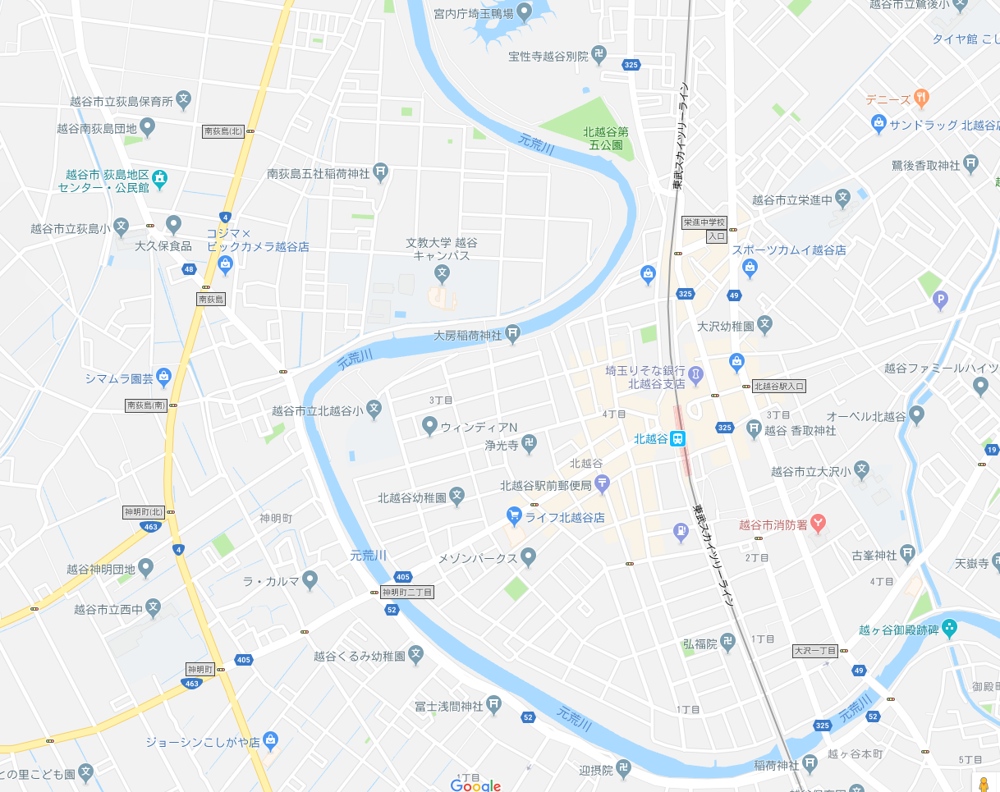 宮内庁埼玉鴨場
越谷市立鷺後小
タイヤ館 こし
宝性寺越谷別院
325
越谷市立荻島保育所
デニーズ
越谷南荻島団地
南荻島(北)
北越谷第
五公園
サンドラッグ 北越谷店
元荒川
東武スカイツリーライン
鷺後香取神社
越谷市 荻島地区
センター・公民館
南荻島五社稲荷神社
越谷市立栄進中
4
越谷市立荻島小
大久保食品
コジマ×
ビックカメラ越谷店
栄進中学校
入口
文教大学 越谷
キャンパス
スポーツカムイ越谷店
48
南荻島
325
49
P
大沢幼稚園
大房稲荷神社
元荒川
シマムラ園芸
埼玉りそな銀行
北越谷支店
北越谷駅入口
越谷ファミールハイツ
南荻島(南)
越谷市立北越谷小
3丁目
4丁目
3丁目
オーベル北越谷
ウィンディアN
325
越谷 香取神社
浄光寺
北越谷
19
北越谷
越谷市立大沢小
北越谷駅前郵便局
北越谷幼稚園
神明町(北)
463
神明町
ライフ北越谷店
東武スカイツリーライン
越谷市消防署
4
元荒川
メゾンパークス
2丁目
古峯神社
天嶽寺
越谷神明団地
ラ・カルマ
405
神明町二丁目
4丁目
越谷市立西中
52
越ヶ谷御殿跡碑
弘福院
1丁目
大沢一丁目
405
越谷くるみ幼稚園
神明町
463
49
御殿町
冨士浅間神社
1丁目
元荒川
52
元荒川
52
325
ジョーシンこしがや店
越ヶ谷本町
稲荷神社
5丁目
との里こども園
1丁目
迎摂院
Google